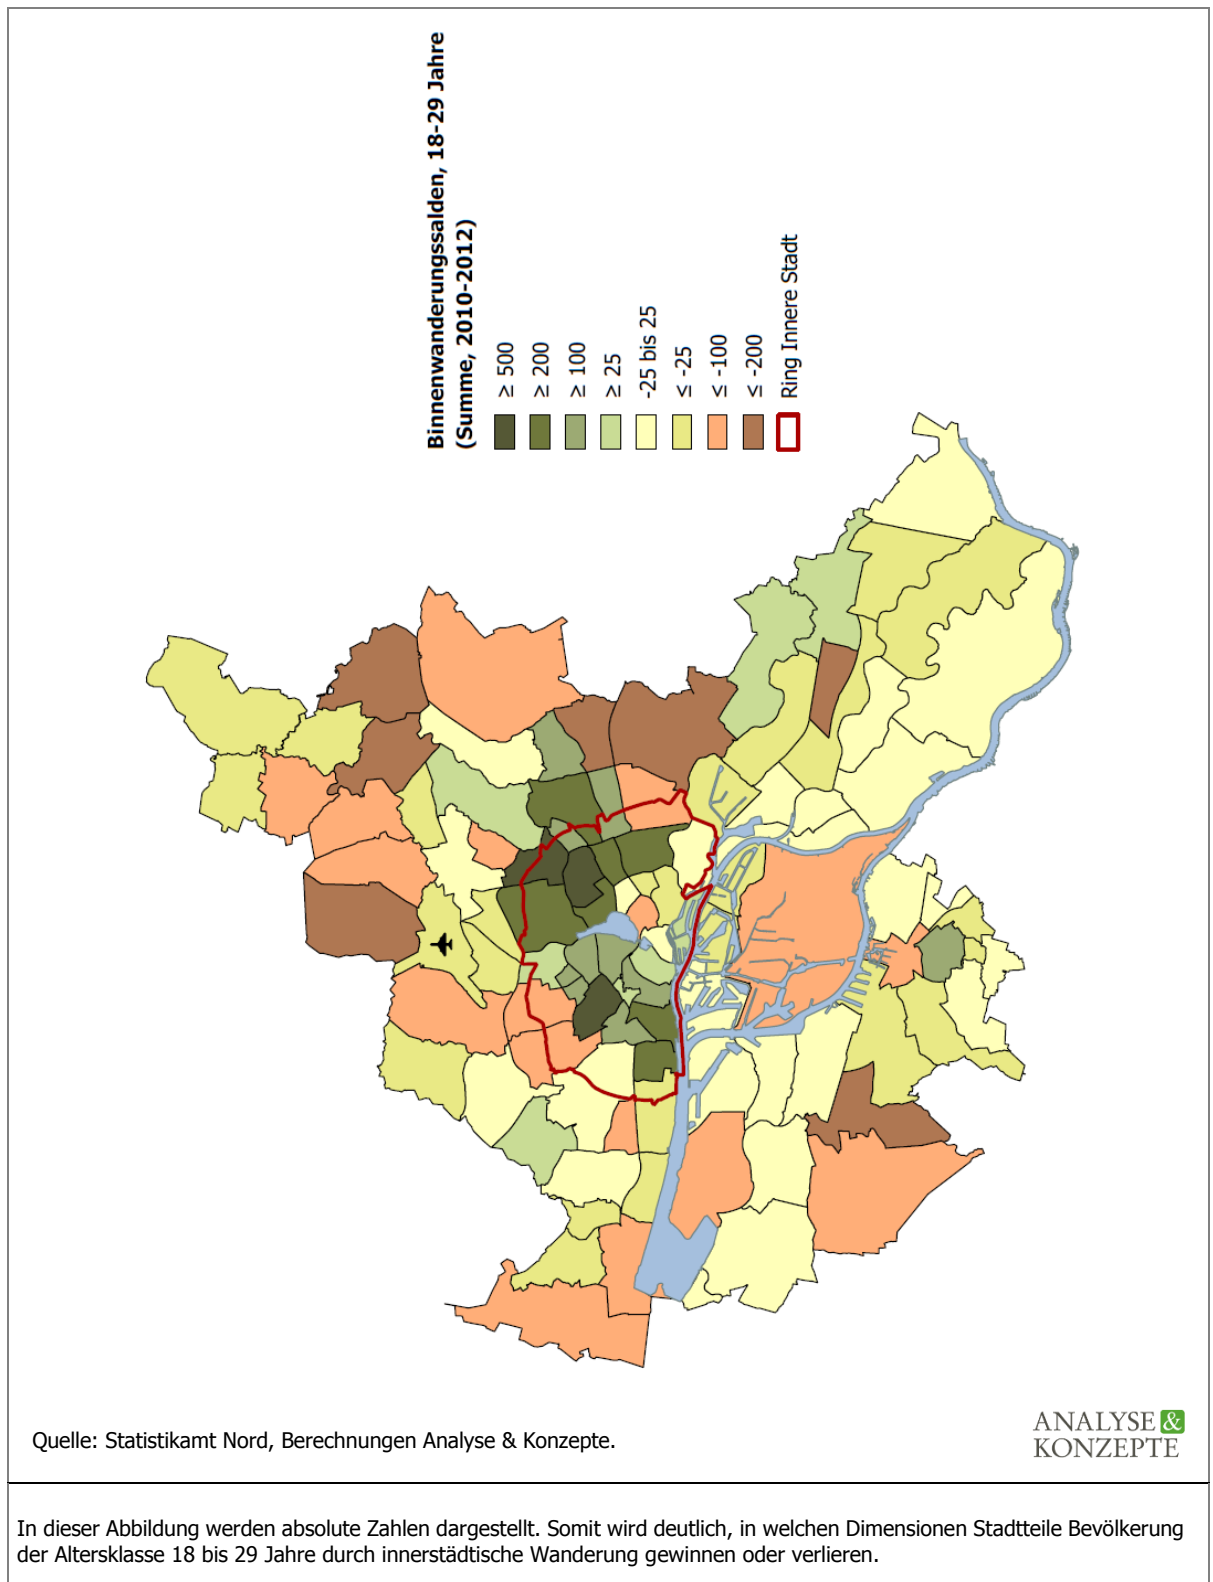 Binnenwanderungssalden, 18-29 Jahre
(Summe, 2010-2012)
≥ 500
≥ 200
≥ 100
≥ 25
-25 bis 25
≤ -25
≤ -100
≤ -200
Ring Innere Stadt
Quelle: Statistikamt Nord, Berechnungen Analyse & Konzepte.
ANALYSE &
KONZEPTE
In dieser Abbildung werden absolute Zahlen dargestellt. Somit wird deutlich, in welchen Dimensionen Stadtteile Bevölkerung
der Altersklasse 18 bis 29 Jahre durch innerstädtische Wanderung gewinnen oder verlieren.